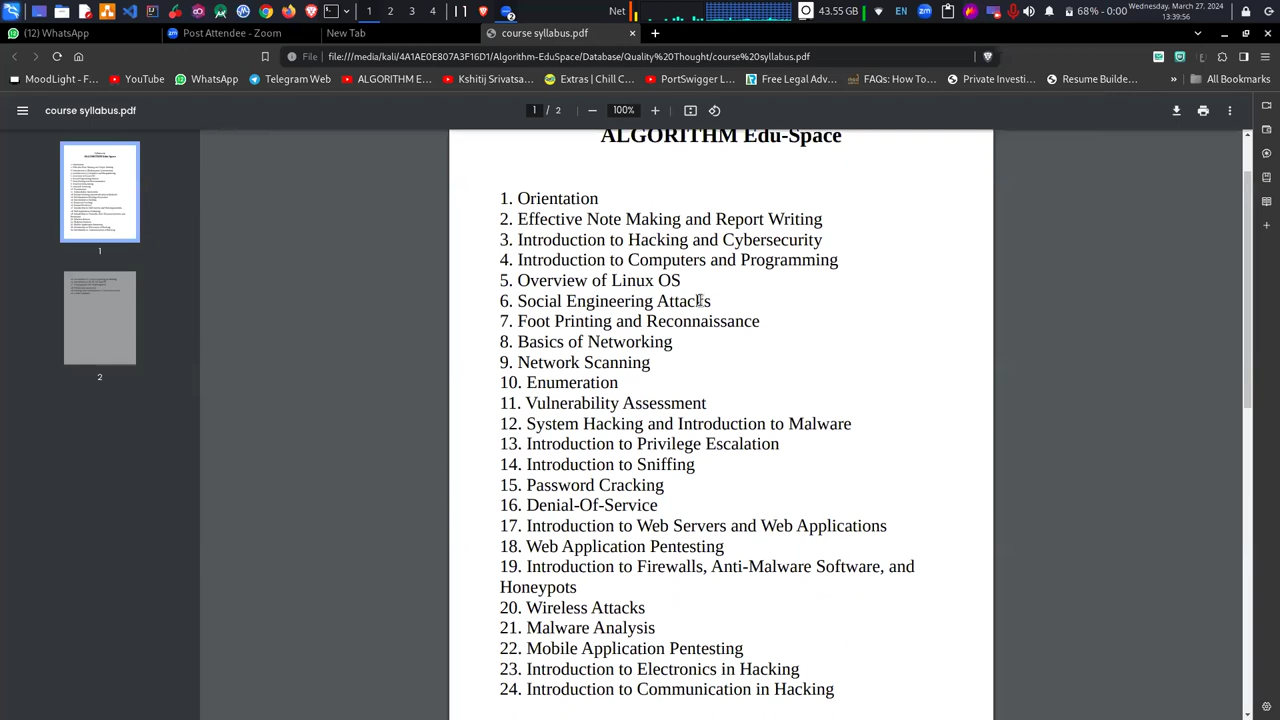 1 2 3 4 Net 43.55 GB EN 68% - 0:00 Wednesday, March 27, 2024
13:39:56
(12) WhatsApp Post Attendee - Zoom New Tab course syllabus.pdf
File file:///media/kali/4A1AE0E807A3F16D1/Algorithm-EduSpace/Database/Quality%20Thought/course%20syllabus.pdf
MoodLight - Free... YouTube WhatsApp Telegram Web ALGORITHM E... Kshitij Srivatsa... Extras | Chill C... PortSwigger L... Free Legal Adv... FAQs: How To... Private Investi... Resume Builde... » All Bookmarks
course syllabus.pdf 1 / 2 100%
ALGORITHM Edu-Space
1. Orientation
2. Effective Note Making and Report Writing
3. Introduction to Hacking and Cybersecurity
4. Introduction to Computers and Programming
5. Overview of Linux OS
6. Social Engineering Attacks
7. Foot Printing and Reconnaissance
8. Basics of Networking
9. Network Scanning
10. Enumeration
11. Vulnerability Assessment
12. System Hacking and Introduction to Malware
13. Introduction to Privilege Escalation
14. Introduction to Sniffing
15. Password Cracking
16. Denial-Of-Service
17. Introduction to Web Servers and Web Applications
18. Web Application Pentesting
19. Introduction to Firewalls, Anti-Malware Software, and
Honeypots
20. Wireless Attacks
21. Malware Analysis
22. Mobile Application Pentesting
23. Introduction to Electronics in Hacking
24. Introduction to Communication in Hacking
1
2